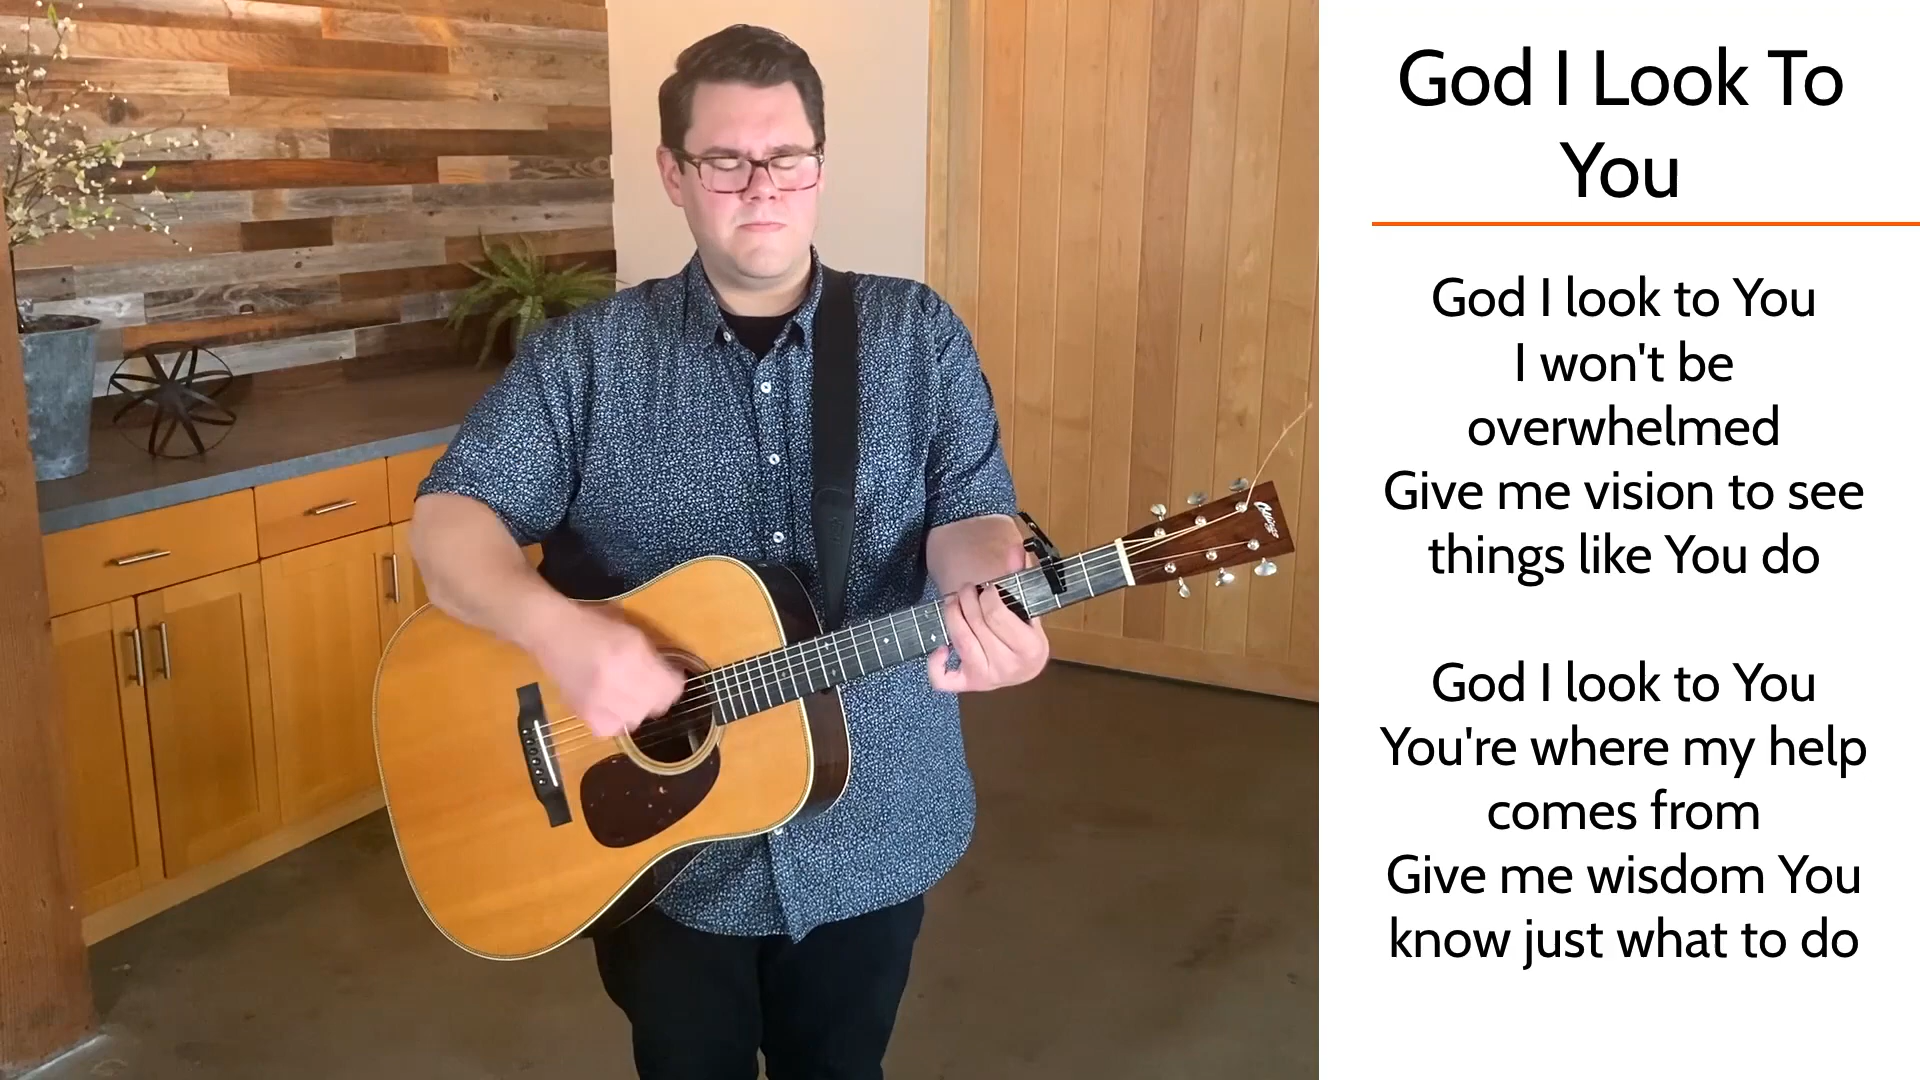 God I Look To
You
God I look to You
I won't be
overwhelmed
Give me vision to see
things like You do
God I look to You
You're where my help
comes from
Give me wisdom You
know just what to do
Collings